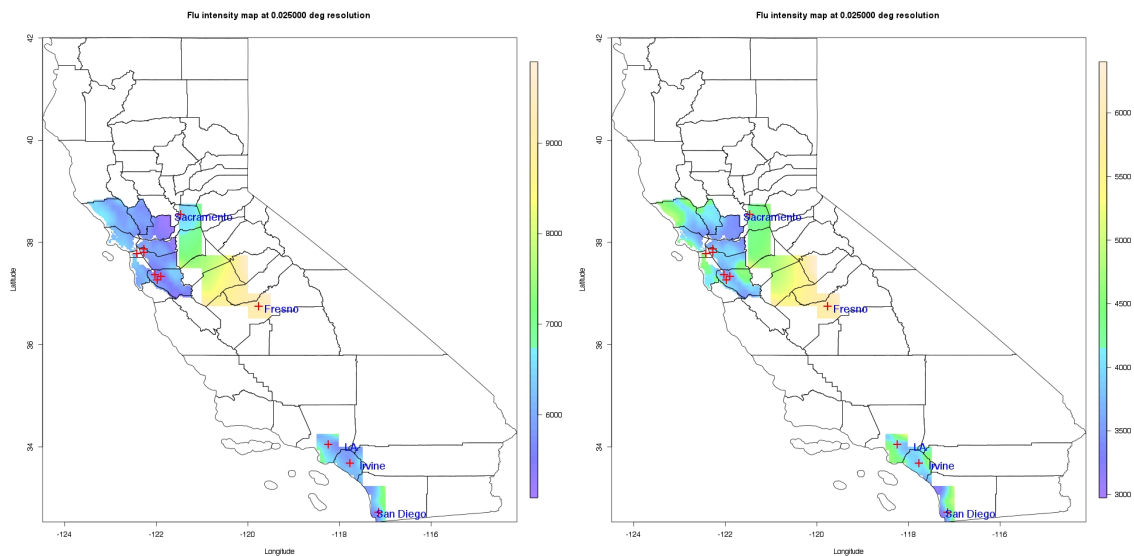 Flu intensity map at 0.025000 deg resolution
42
40
38
36
34
Latitude
-124
-122
-120
-118
-116
Longitude
9000
8000
7000
6000
Sacramento
Fresno
LA
Irvine
San Diego
Flu intensity map at 0.025000 deg resolution
42
40
38
36
34
Latitude
-124
-122
-120
-118
-116
Longitude
6000
5500
5000
4500
4000
3500
3000
Sacramento
Fresno
LA
Irvine
San Diego